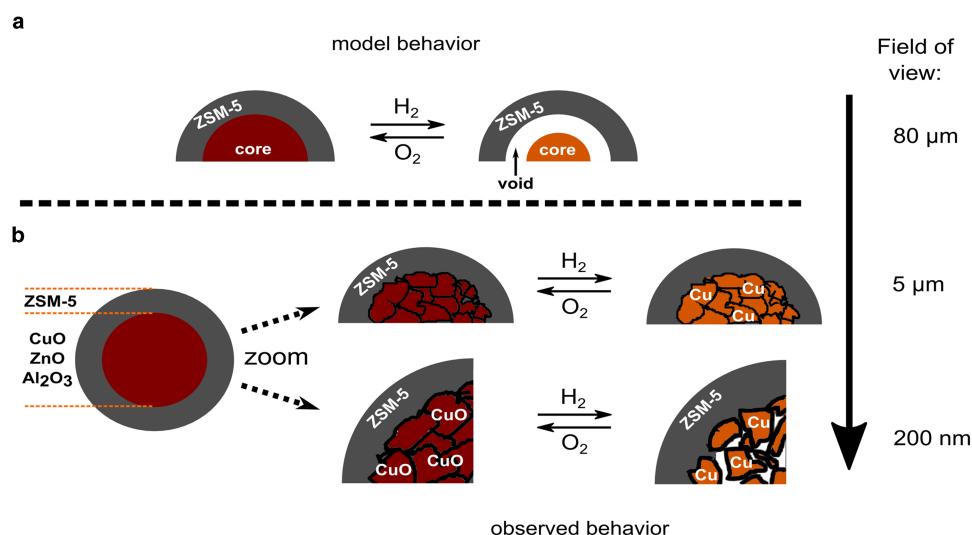 a
model behavior
Field of
view:
ZSM-5
core
H₂
O₂
ZSM-5
core
void
80 µm
b
ZSM-5
CuO
ZnO
Al₂O₃
zoom
ZSM-5
H₂
O₂
Cu
Cu
Cu
5 µm
ZSM-5
CuO
CuO
CuO
H₂
O₂
ZSM-5
Cu
Cu
Cu
200 nm
observed behavior